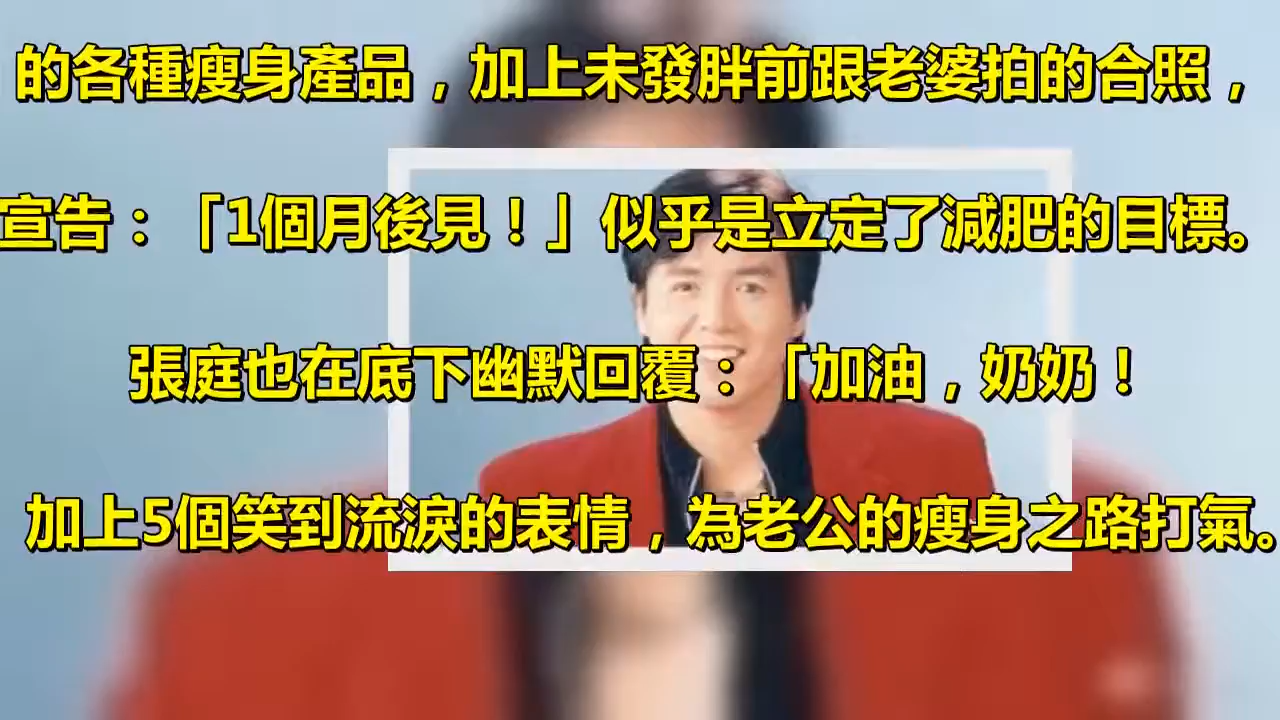 的各種瘦身產品，加上未發胖前跟老婆拍的合照，
宣告：「1個月後見！」似乎是立定了減肥的目標。
張庭也在底下幽默回覆：「加油，奶奶！
加上5個笑到流淚的表情，為老公的瘦身之路打氣。